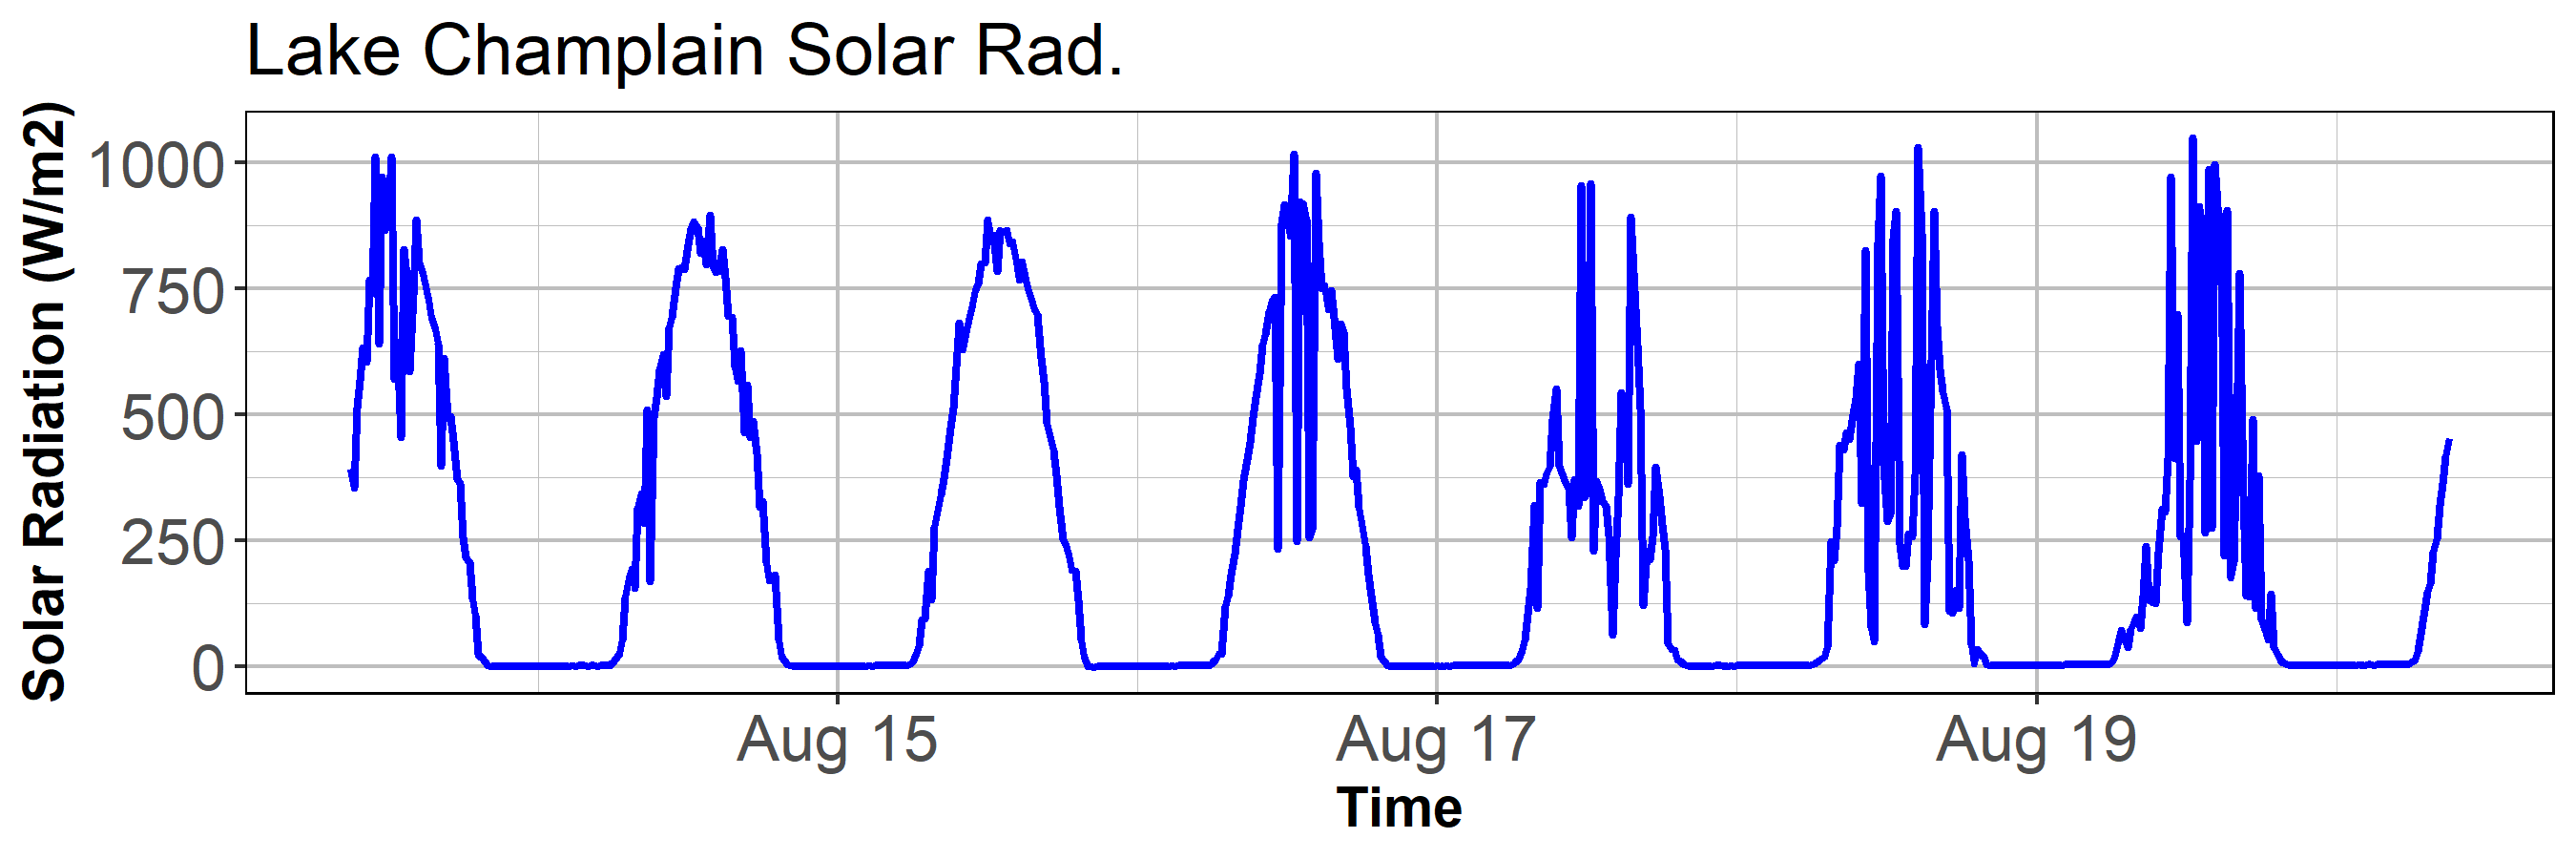 Lake Champlain Solar Rad.
Solar Radiation (W/m2)
1000
750
500
250
0
Aug 15
Aug 17
Aug 19
Time